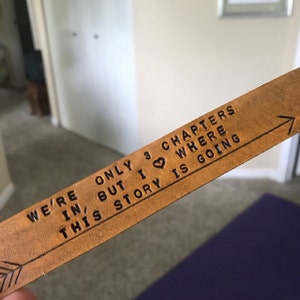 WE'RE ONLY 3 CHAPTERS
IN, BUT I ♥ WHERE
THIS STORY IS GOING